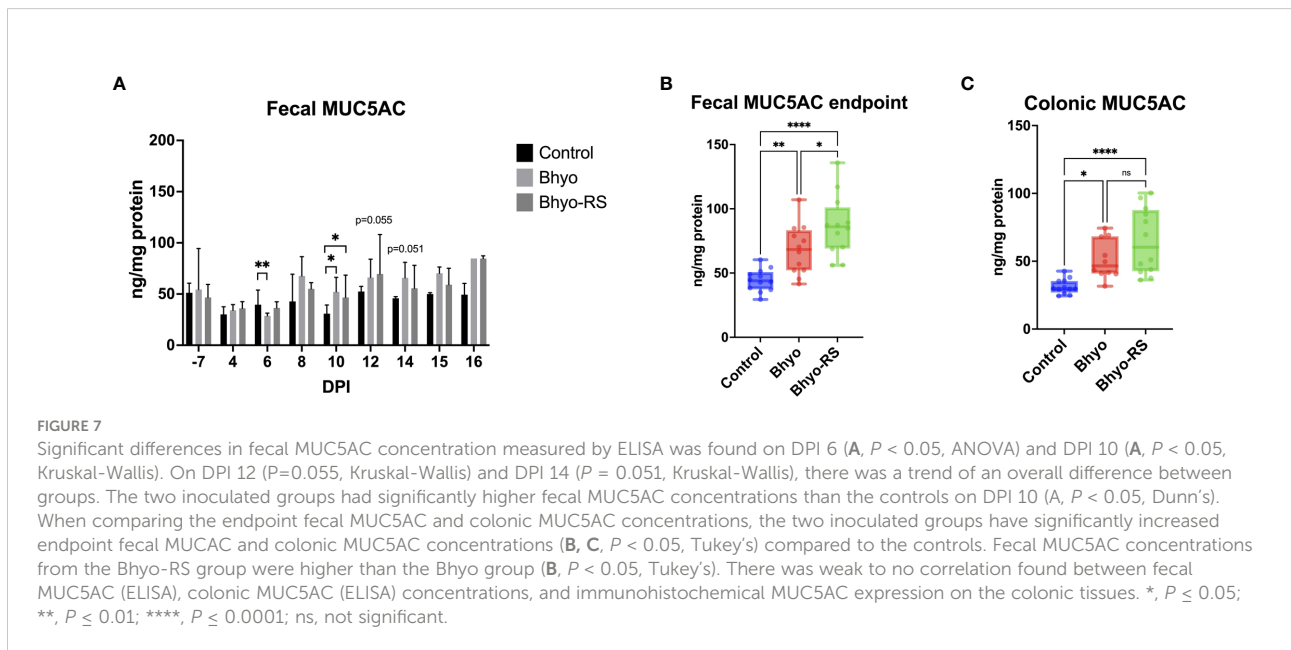 A
Fecal MUC5AC
ng/mg protein
200
150
100
50
0
-7 4 6 8 10 12 14 15 16
DPI
** * * p=0.055 p=0.051
Control
Bhyo
Bhyo-RS
B
Fecal MUC5AC endpoint
ng/mg protein
150
100
50
0
****
** *
Control Bhyo Bhyo-RS
C
Colonic MUC5AC
ng/mg protein
150
100
50
0
****
* ns
Control Bhyo Bhyo-RS
FIGURE 7
Significant differences in fecal MUC5AC concentration measured by ELISA was found on DPI 6 (A, P < 0.05, ANOVA) and DPI 10 (A, P < 0.05,
Kruskal-Wallis). On DPI 12 (P=0.055, Kruskal-Wallis) and DPI 14 (P = 0.051, Kruskal-Wallis), there was a trend of an overall difference between
groups. The two inoculated groups had significantly higher fecal MUC5AC concentrations than the controls on DPI 10 (A, P < 0.05, Dunn's).
When comparing the endpoint fecal MUC5AC and colonic MUC5AC concentrations, the two inoculated groups have significantly increased
endpoint fecal MUCAC and colonic MUC5AC concentrations (B, C, P < 0.05, Tukey's) compared to the controls. Fecal MUC5AC concentrations
from the Bhyo-RS group were higher than the Bhyo group (B, P < 0.05, Tukey's). There was weak to no correlation found between fecal
MUC5AC (ELISA), colonic MUC5AC (ELISA) concentrations, and immunohistochemical MUC5AC expression on the colonic tissues. *, P ≤ 0.05;
**, P ≤ 0.01; ****, P ≤ 0.0001; ns, not significant.